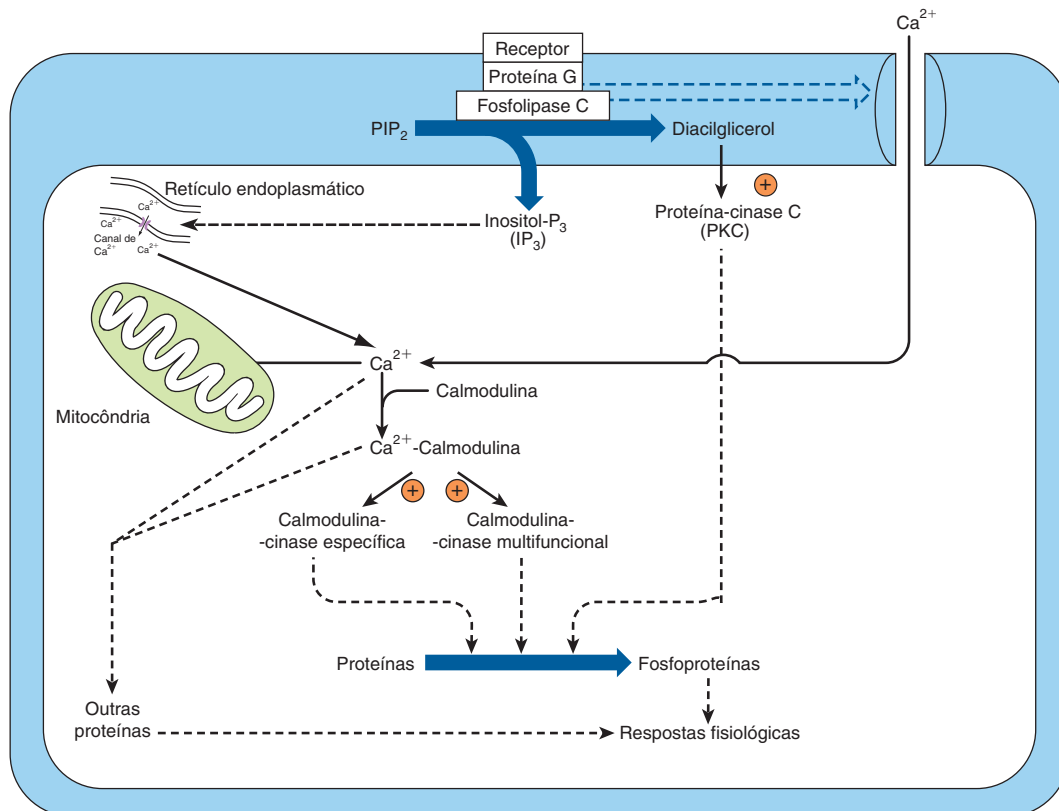 Ca2+
Receptor
Proteína G
Fosfolipase C
PIP2
Diacilglicerol
Retículo endoplasmático
Ca2+
Ca2+
Canal de
Ca2+
Ca2+
Inositol-P3
(IP3)
+
Proteína-cinase C
(PKC)
Ca2+
Mitocôndria
Calmodulina
Ca2+-Calmodulina
+
+
Calmodulina-
-cinase específica
Calmodulina-
-cinase multifuncional
Proteínas
Fosfoproteínas
Outras
proteínas
Respostas fisiológicas